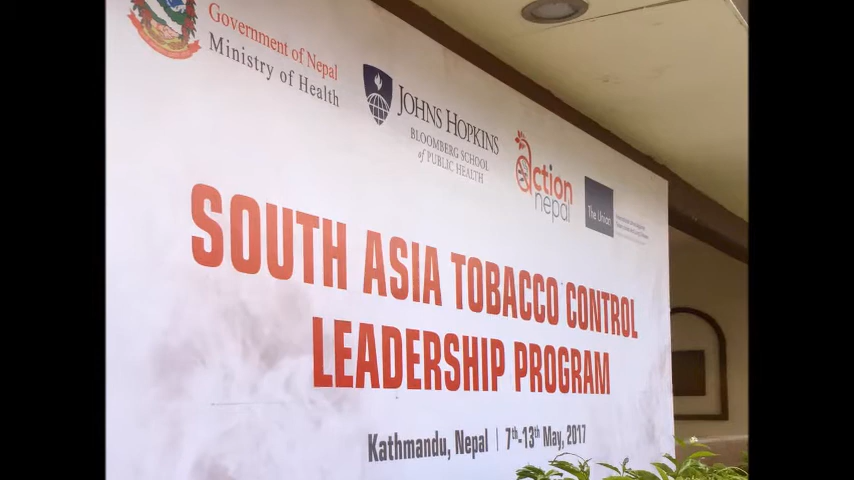 Government of Nepal
Ministry of Health
JOHNS HOPKINS
BLOOMBERG SCHOOL
of PUBLIC HEALTH
action
nepal
The Union
SOUTH ASIA TOBACCO CONTROL
LEADERSHIP PROGRAM
Kathmandu, Nepal | 7th-13th May, 2017